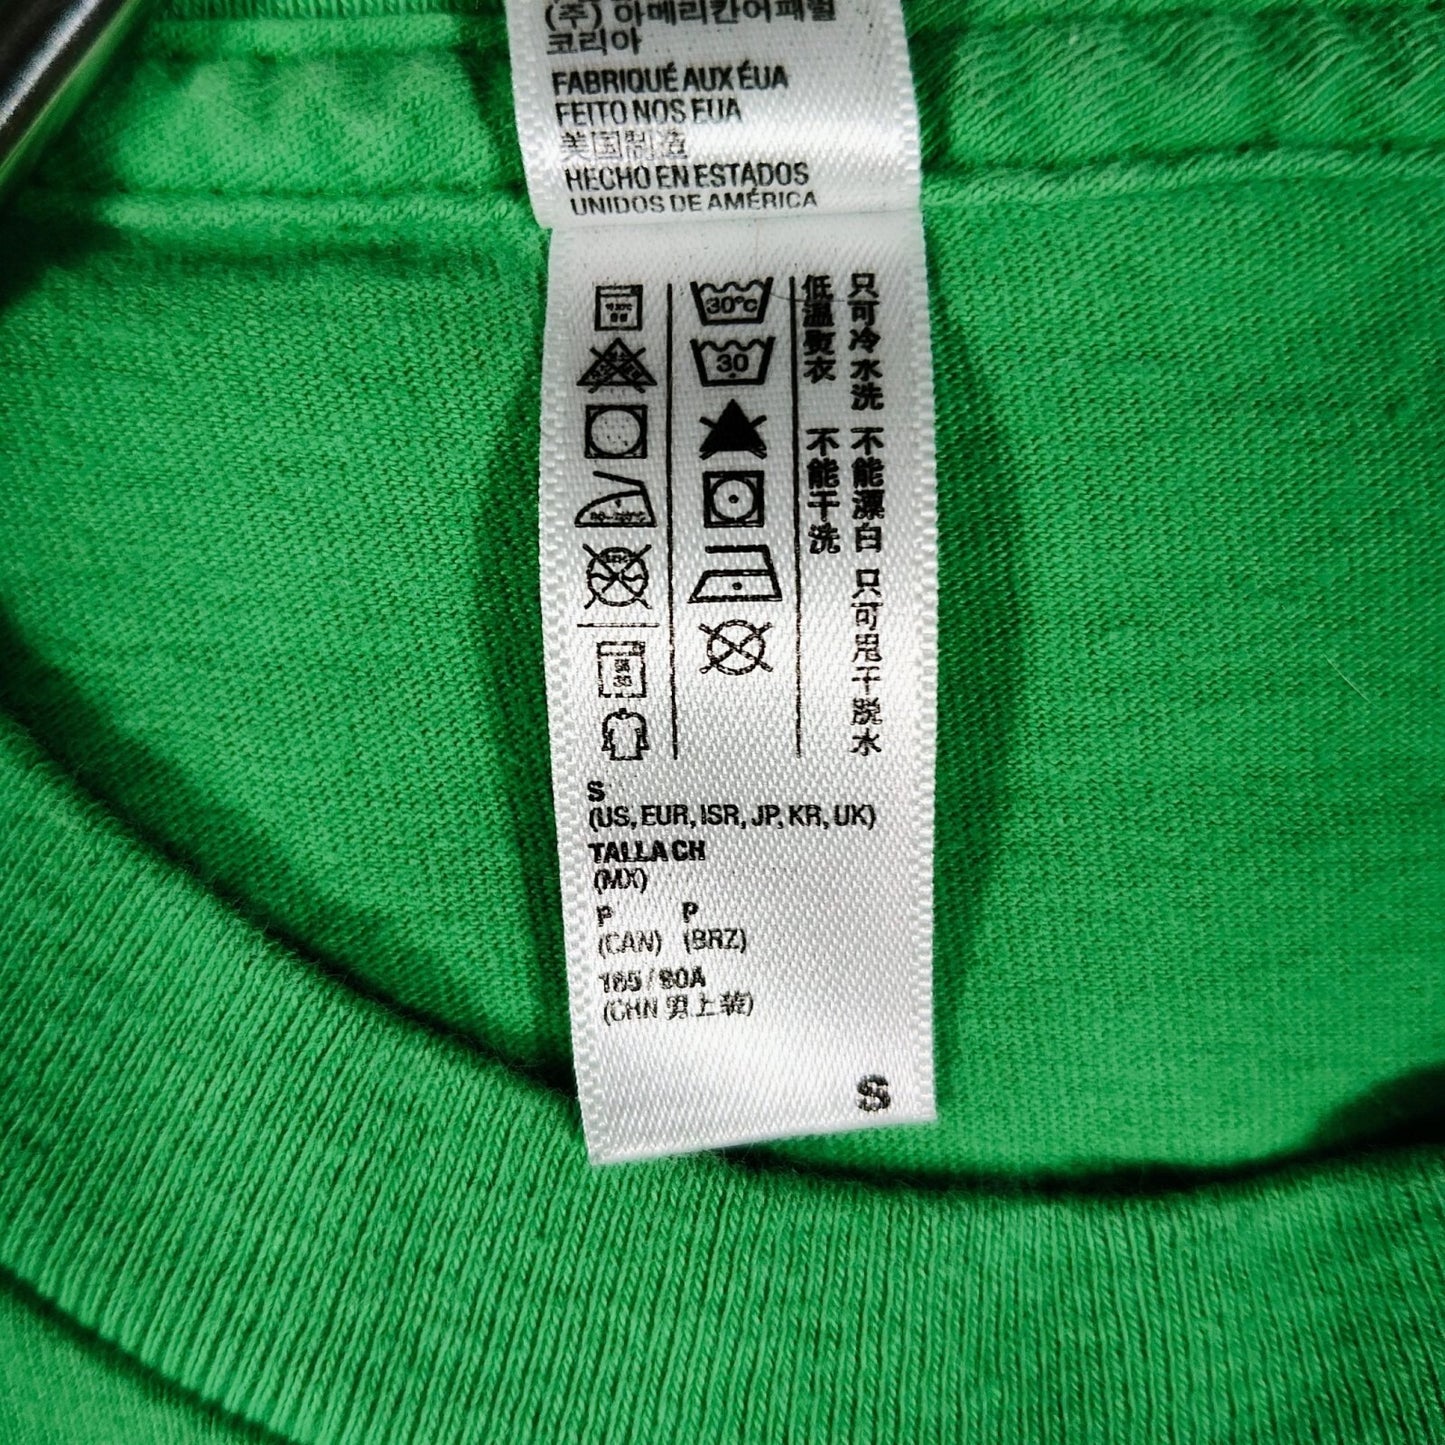 (주) 아메리칸어패럴
코리아
FABRIQUÉ AUX ÉUA
FEITO NOS EUA
美国制造
HECHO EN ESTADOS
UNIDOS DE AMÉRICA
30°C
30
只可冷水洗 不能漂白 只可甩干脱水
低溫熨衣 不能干洗
S
(US, EUR, ISR, JP, KR, UK)
TALLA CH
(MX)
P P
(CAN) (BRZ)
165 / 80A
(CHN 男上装)
S